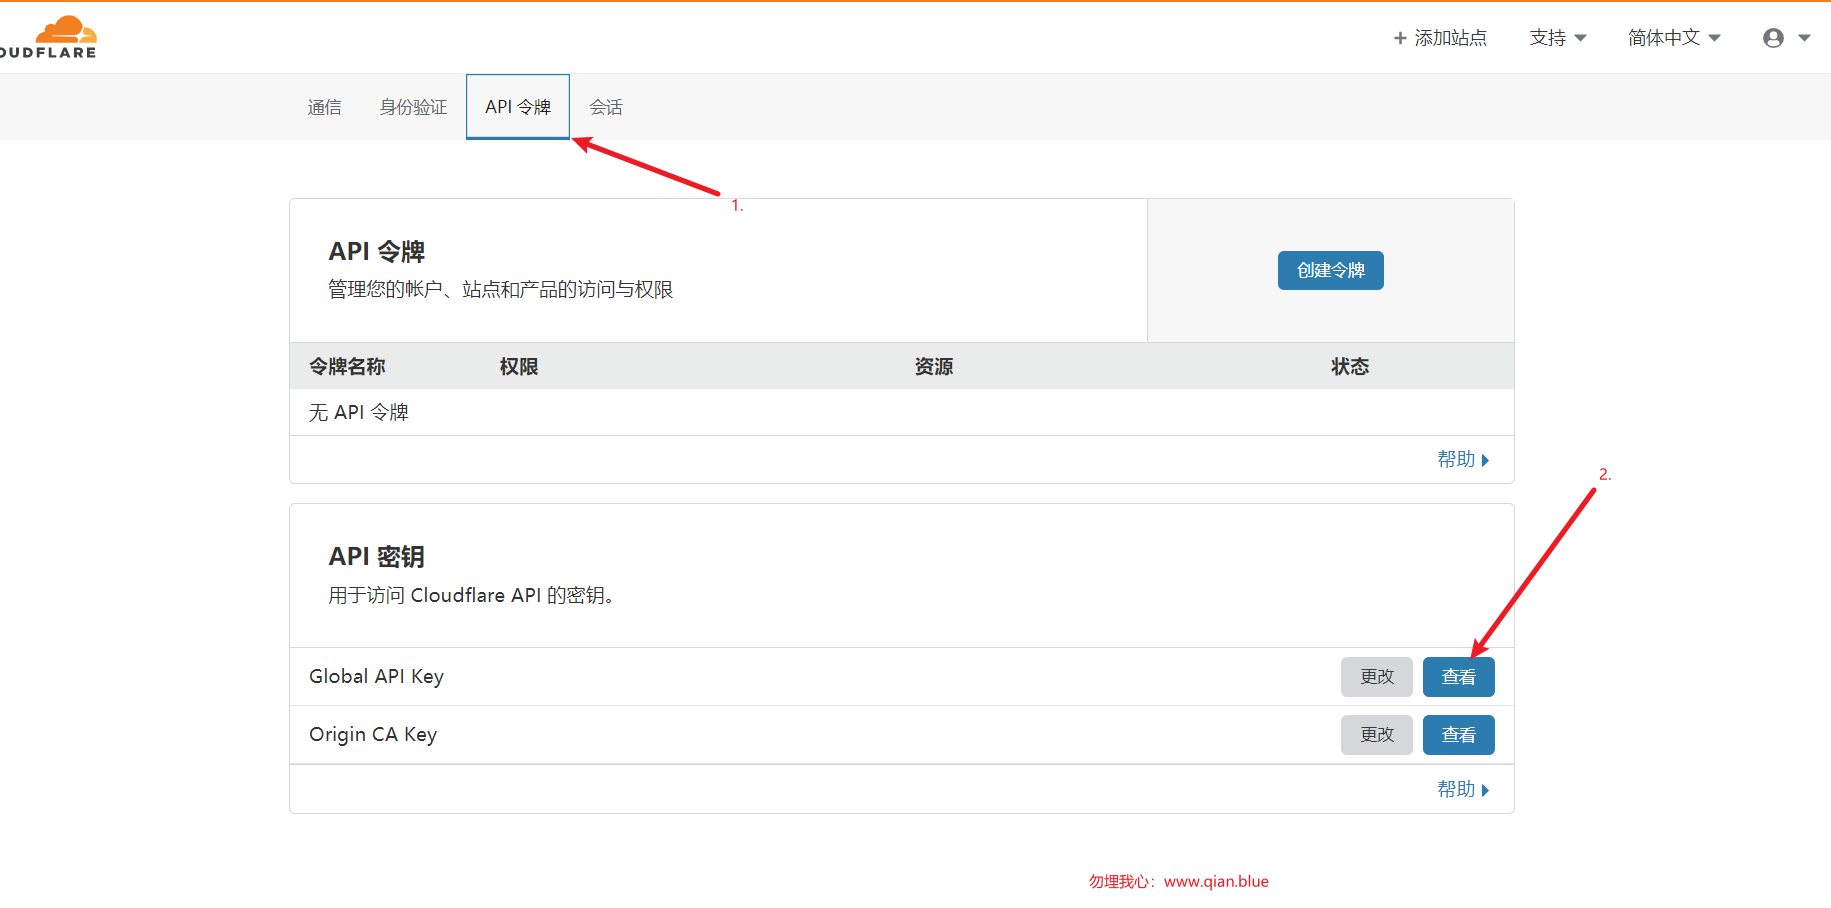 OUDFLARE
添加站点 支持 简体中文
通信 身份验证 API 令牌 会话
1.
API 令牌
管理您的帐户、站点和产品的访问与权限
创建令牌
令牌名称 权限 资源 状态
无 API 令牌
帮助
2.
API 密钥
用于访问 Cloudflare API 的密钥。
Global API Key 更改 查看
Origin CA Key 更改 查看
帮助
勿埋我心：www.qian.blue